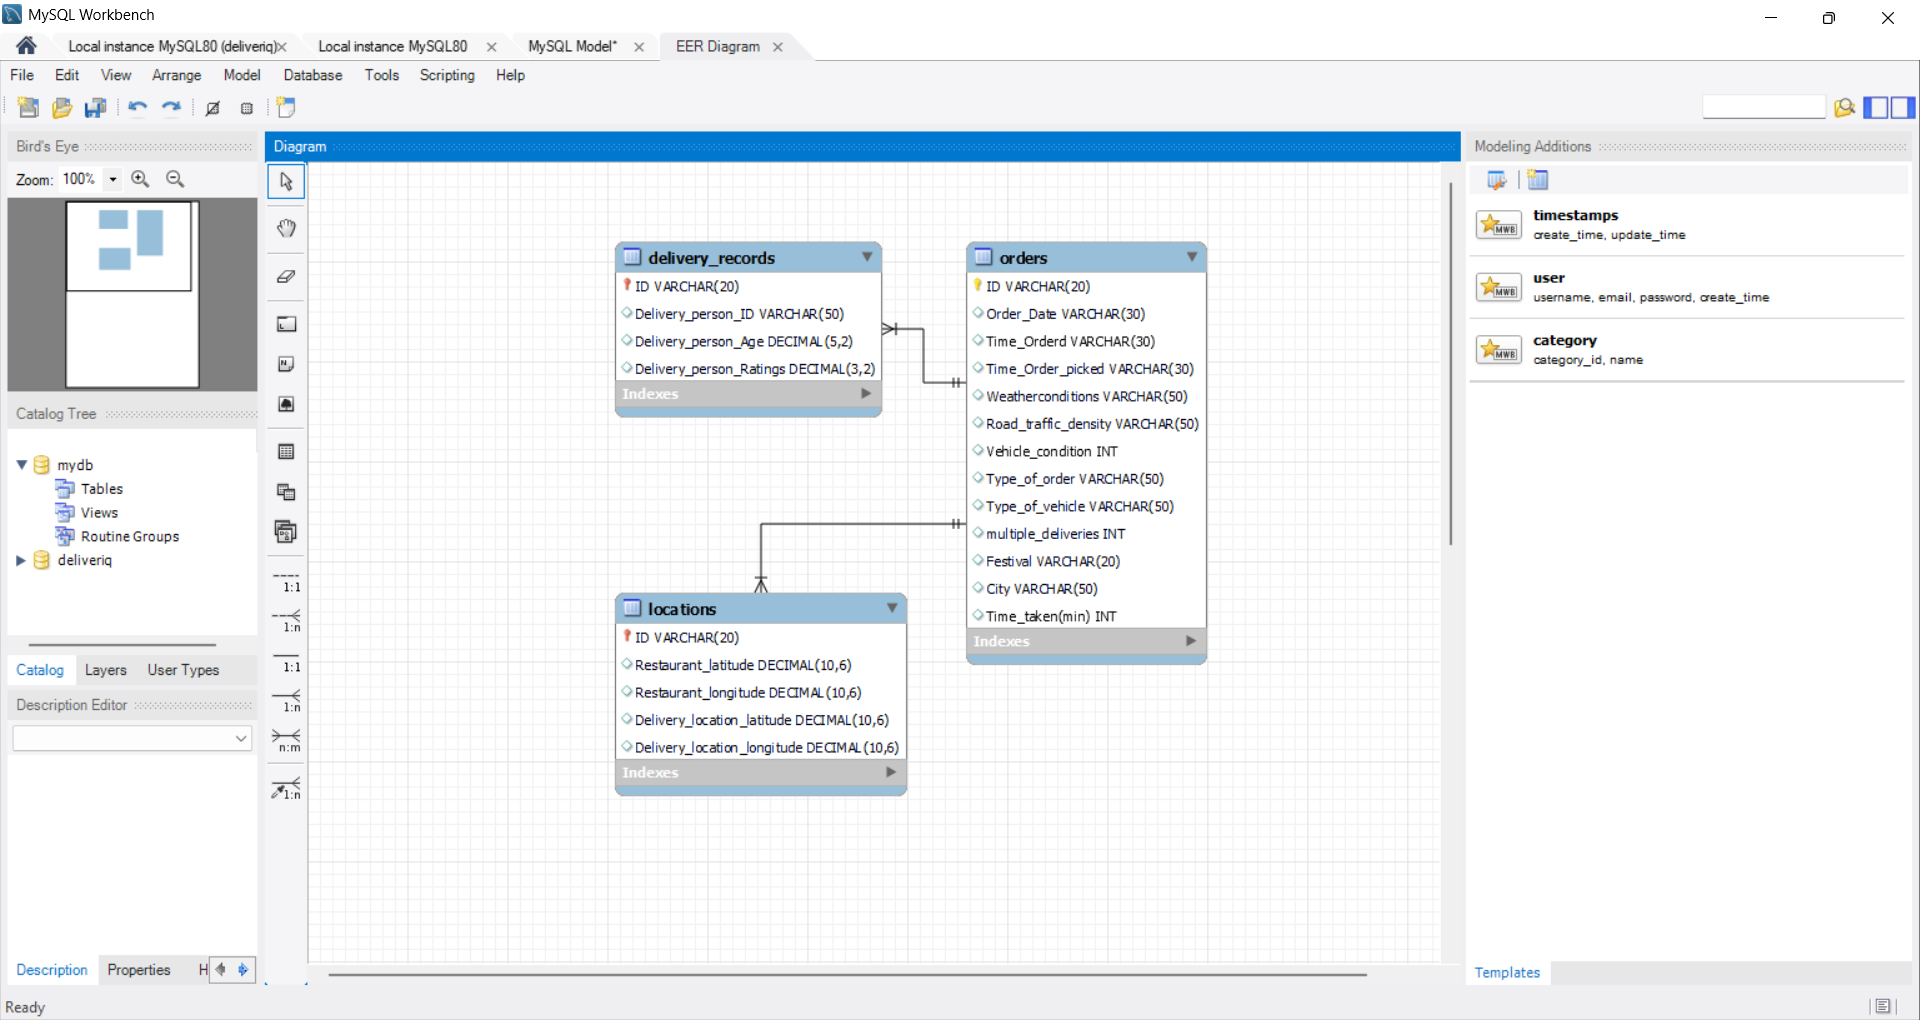 MySQL Workbench
Local instance MySQL80 (deliveriq)
Local instance MySQL80
MySQL Model*
EER Diagram
File Edit View Arrange Model Database Tools Scripting Help
Bird's Eye
Zoom: 100%
Catalog Tree
mydb
Tables
Views
Routine Groups
deliveriq
Catalog Layers User Types
Description Editor
Description Properties H
Ready
Diagram
1:1
1:n
1:1
1:n
n:m
1:n
delivery_records
ID VARCHAR(20)
Delivery_person_ID VARCHAR(50)
Delivery_person_Age DECIMAL(5,2)
Delivery_person_Ratings DECIMAL(3,2)
Indexes
orders
ID VARCHAR(20)
Order_Date VARCHAR(30)
Time_Orderd VARCHAR(30)
Time_Order_picked VARCHAR(30)
Weatherconditions VARCHAR(50)
Road_traffic_density VARCHAR(50)
Vehicle_condition INT
Type_of_order VARCHAR(50)
Type_of_vehicle VARCHAR(50)
multiple_deliveries INT
Festival VARCHAR(20)
City VARCHAR(50)
Time_taken(min) INT
Indexes
locations
ID VARCHAR(20)
Restaurant_latitude DECIMAL(10,6)
Restaurant_longitude DECIMAL(10,6)
Delivery_location_latitude DECIMAL(10,6)
Delivery_location_longitude DECIMAL(10,6)
Indexes
Modeling Additions
MWB
timestamps
create_time, update_time
MWB
user
username, email, password, create_time
MWB
category
category_id, name
Templates